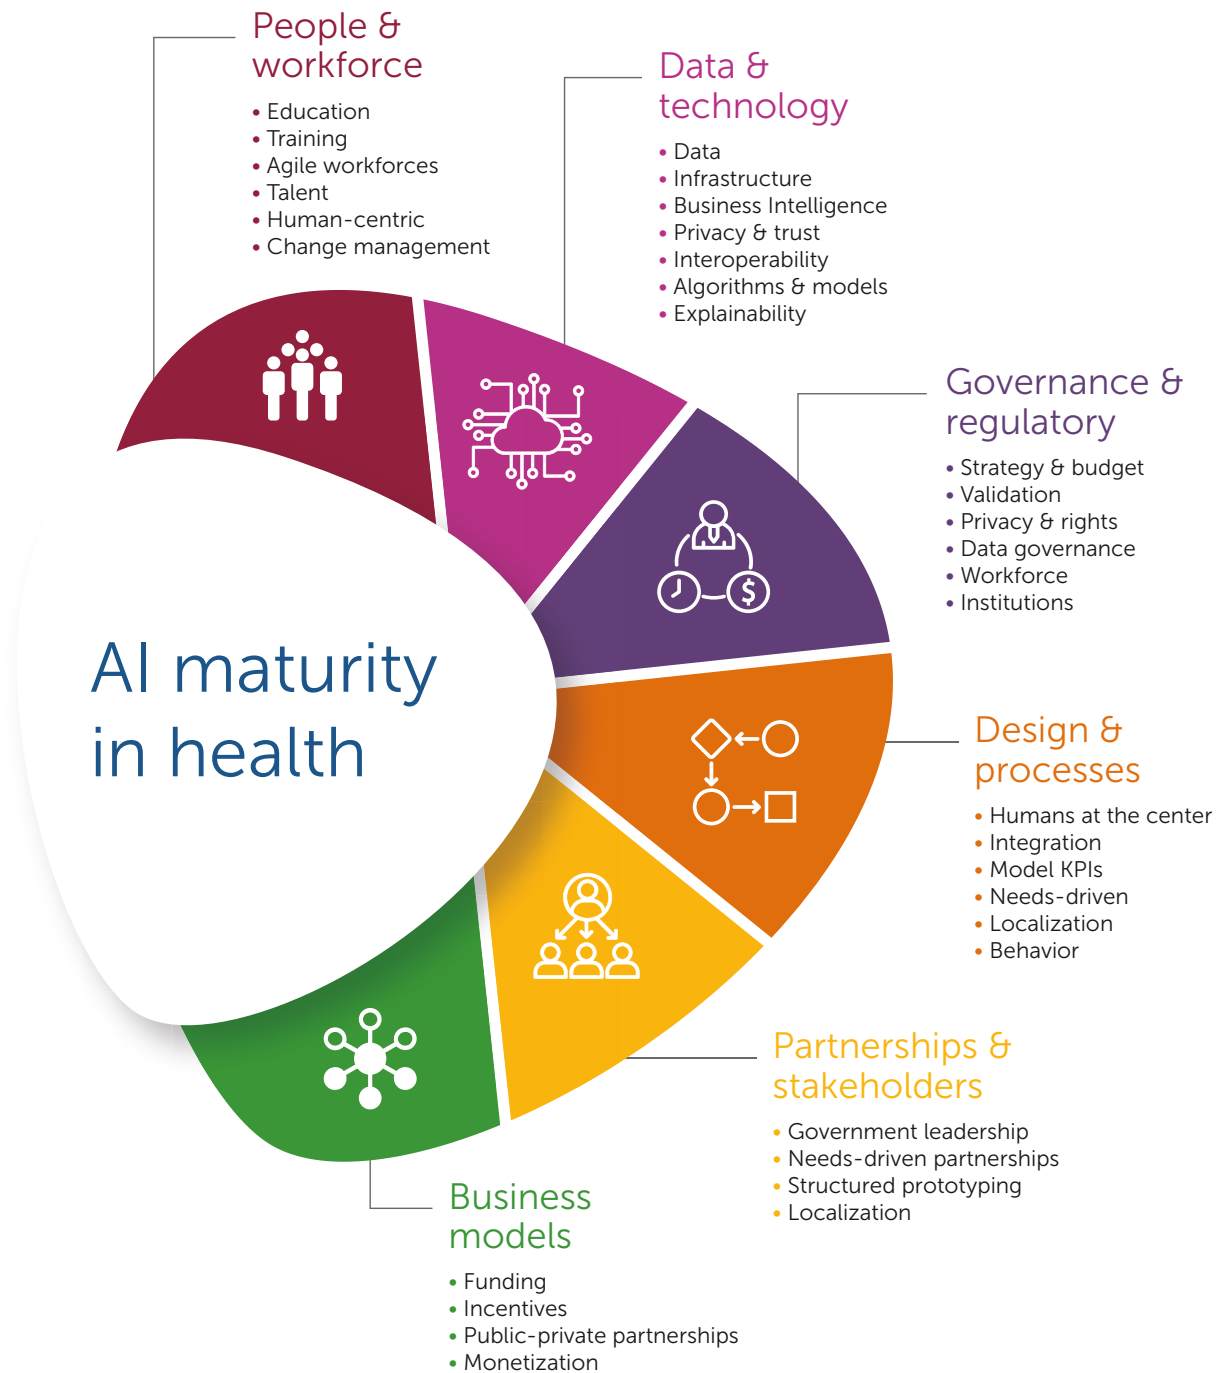 People &
workforce
• Education
• Training
• Agile workforces
• Talent
• Human-centric
• Change management
Data &
technology
• Data
• Infrastructure
• Business Intelligence
• Privacy & trust
• Interoperability
• Algorithms & models
• Explainability
Governance &
regulatory
• Strategy & budget
• Validation
• Privacy & rights
• Data governance
• Workforce
• Institutions
AI maturity
in health
Design &
processes
• Humans at the center
• Integration
• Model KPIs
• Needs-driven
• Localization
• Behavior
Partnerships &
stakeholders
• Government leadership
• Needs-driven partnerships
• Structured prototyping
• Localization
Business
models
• Funding
• Incentives
• Public-private partnerships
• Monetization
$